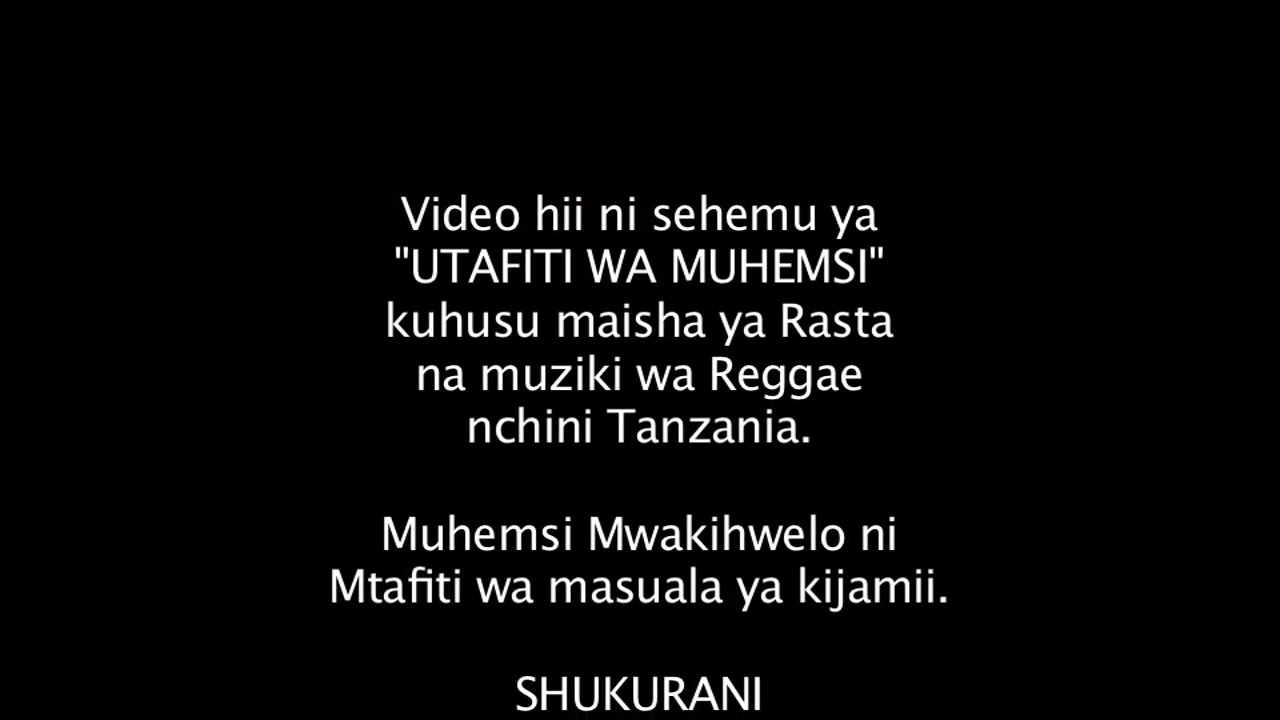 Video hii ni sehemu ya
"UTAFITI WA MUHEMSI"
kuhusu maisha ya Rasta
na muziki wa Reggae
nchini Tanzania.
Muhemsi Mwakihwelo ni
Mtafiti wa masuala ya kijamii.
SHUKURANI